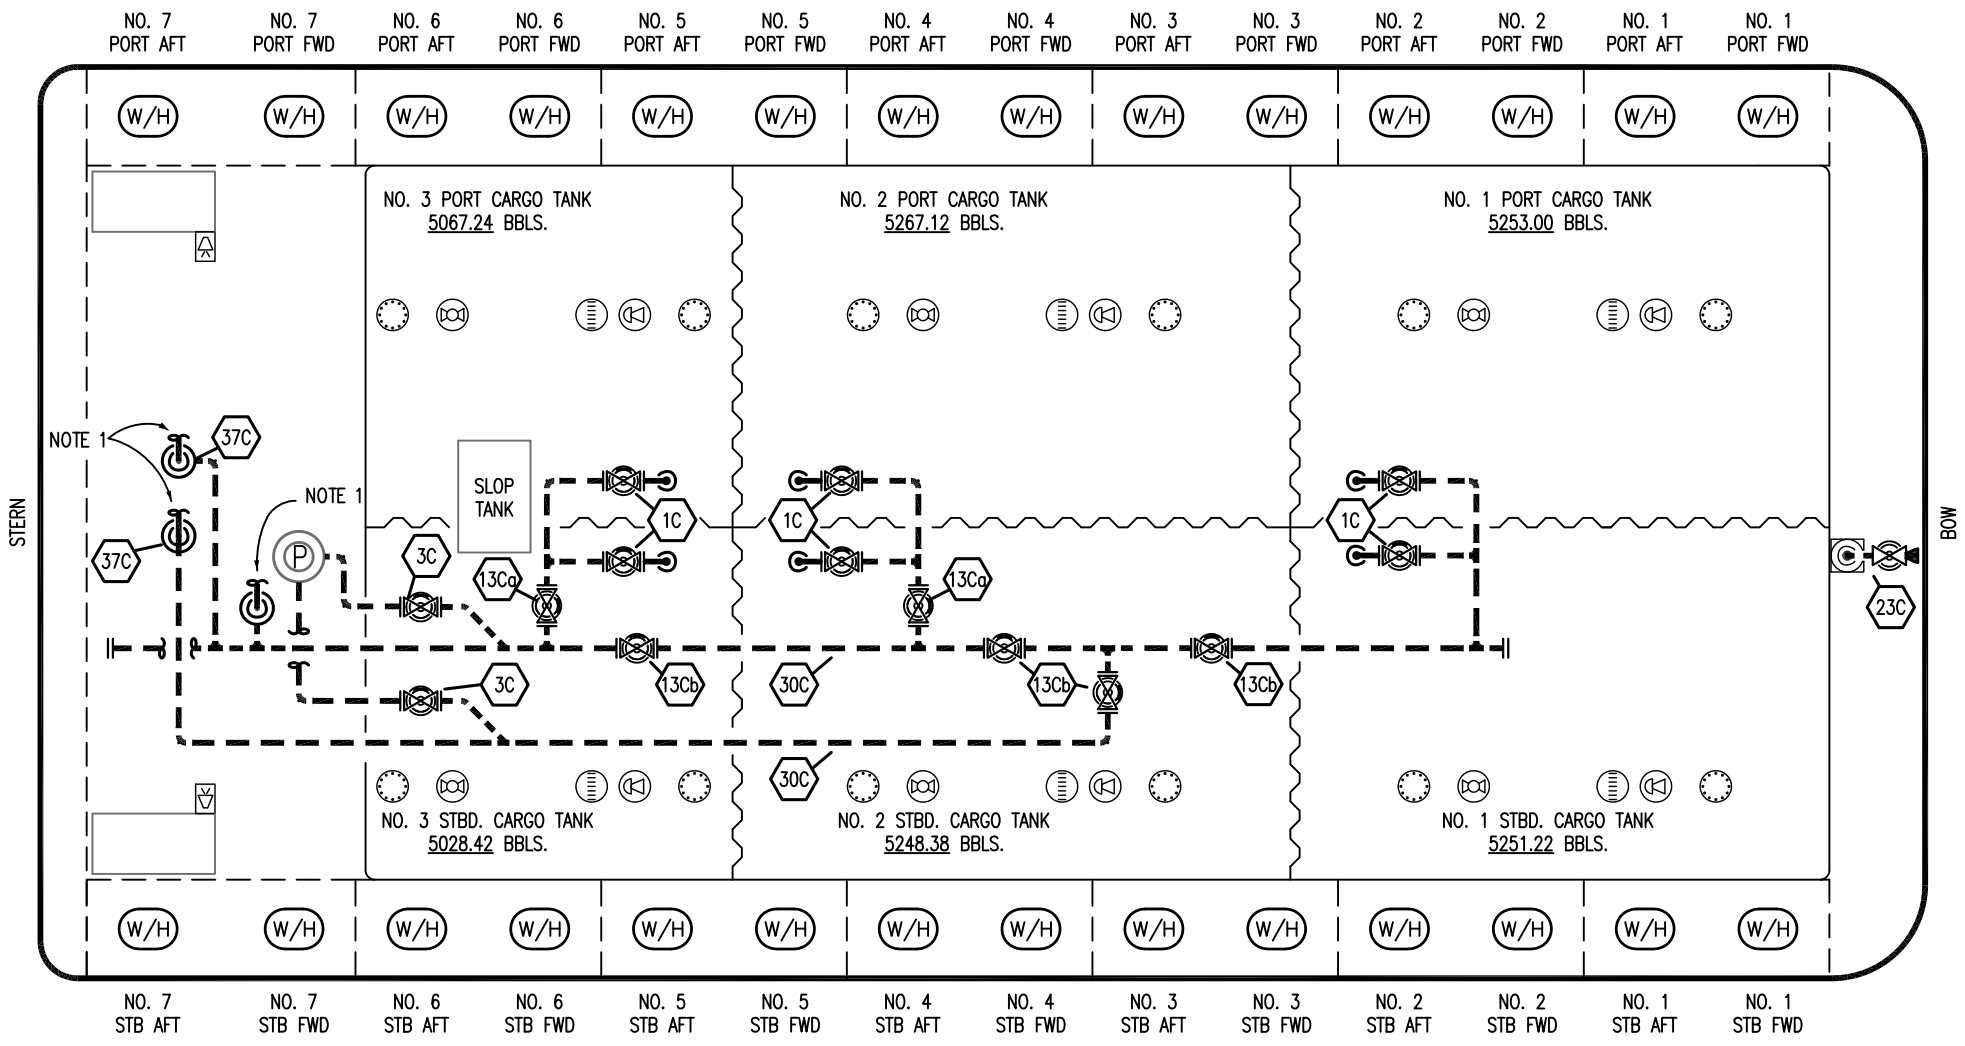 NO. 7 NO. 7 NO. 6 NO. 6 NO. 5 NO. 5 NO. 4 NO. 4 NO. 3 NO. 3 NO. 2 NO. 2 NO. 1 NO. 1
PORT AFT PORT FWD PORT AFT PORT FWD PORT AFT PORT FWD PORT AFT PORT FWD PORT AFT PORT FWD PORT AFT PORT FWD PORT AFT PORT FWD
W/H W/H W/H W/H W/H W/H W/H W/H W/H W/H W/H W/H W/H W/H
NO. 3 PORT CARGO TANK
5067.24 BBLS.
NO. 2 PORT CARGO TANK
5267.12 BBLS.
NO. 1 PORT CARGO TANK
5253.00 BBLS.
NOTE 1
37C
STERN
NOTE 1
SLOP
TANK
1C
1C
1C
BOW
37C
P
3C
13Ca
13Ca
23C
3C
13Cb
30C
13Cb
13Cb
30C
NO. 3 STBD. CARGO TANK
5028.42 BBLS.
NO. 2 STBD. CARGO TANK
5248.38 BBLS.
NO. 1 STBD. CARGO TANK
5251.22 BBLS.
W/H W/H W/H W/H W/H W/H W/H W/H W/H W/H W/H W/H W/H W/H
NO. 7 NO. 7 NO. 6 NO. 6 NO. 5 NO. 5 NO. 4 NO. 4 NO. 3 NO. 3 NO. 2 NO. 2 NO. 1 NO. 1
STB AFT STB FWD STB AFT STB FWD STB AFT STB FWD STB AFT STB FWD STB AFT STB FWD STB AFT STB FWD STB AFT STB FWD